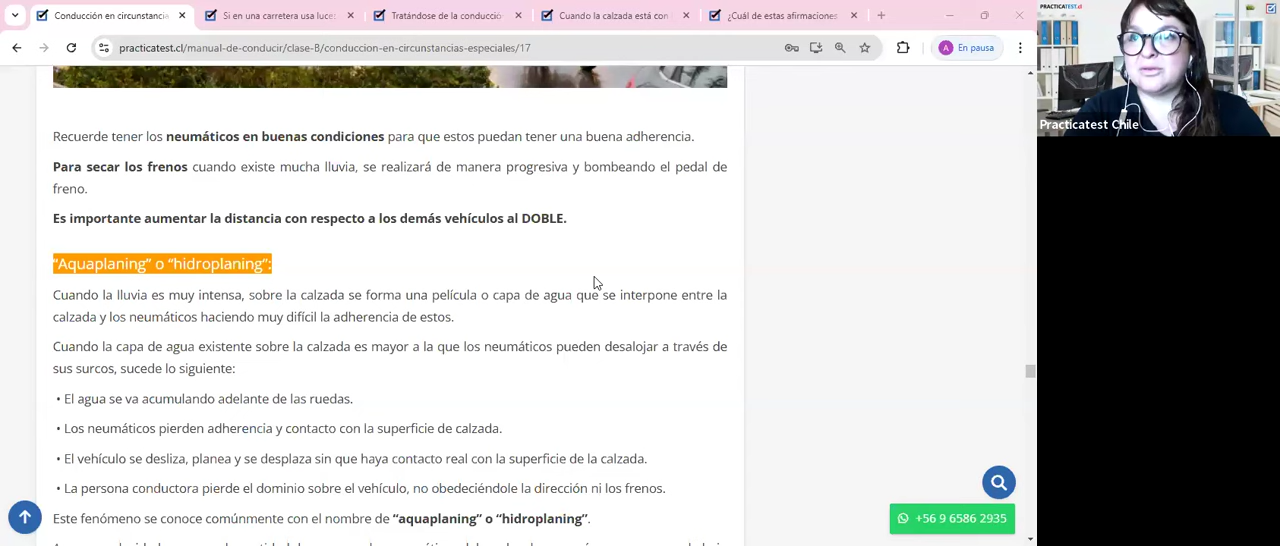 Conducción en circunstancia
Si en una carretera usa luces
Tratándose de la conducció
Cuando la calzada está con
¿Cuál de estas afirmaciones
practicatest.cl/manual-de-conducir/clase-B/conduccion-en-circunstancias-especiales/17
A
En pausa
PRACTICATEST.cl
Practicatest Chile
Recuerde tener los neumáticos en buenas condiciones para que estos puedan tener una buena adherencia.
Para secar los frenos cuando existe mucha lluvia, se realizará de manera progresiva y bombeando el pedal de
freno.
Es importante aumentar la distancia con respecto a los demás vehículos al DOBLE.
“Aquaplaning” o “hidroplaning”:
Cuando la lluvia es muy intensa, sobre la calzada se forma una película o capa de agua que se interpone entre la
calzada y los neumáticos haciendo muy difícil la adherencia de estos.
Cuando la capa de agua existente sobre la calzada es mayor a la que los neumáticos pueden desalojar a través de
sus surcos, sucede lo siguiente:
• El agua se va acumulando adelante de las ruedas.
• Los neumáticos pierden adherencia y contacto con la superficie de calzada.
• El vehículo se desliza, planea y se desplaza sin que haya contacto real con la superficie de la calzada.
• La persona conductora pierde el dominio sobre el vehículo, no obedeciéndole la dirección ni los frenos.
Este fenómeno se conoce comúnmente con el nombre de “aquaplaning” o “hidroplaning”.
+56 9 6586 2935